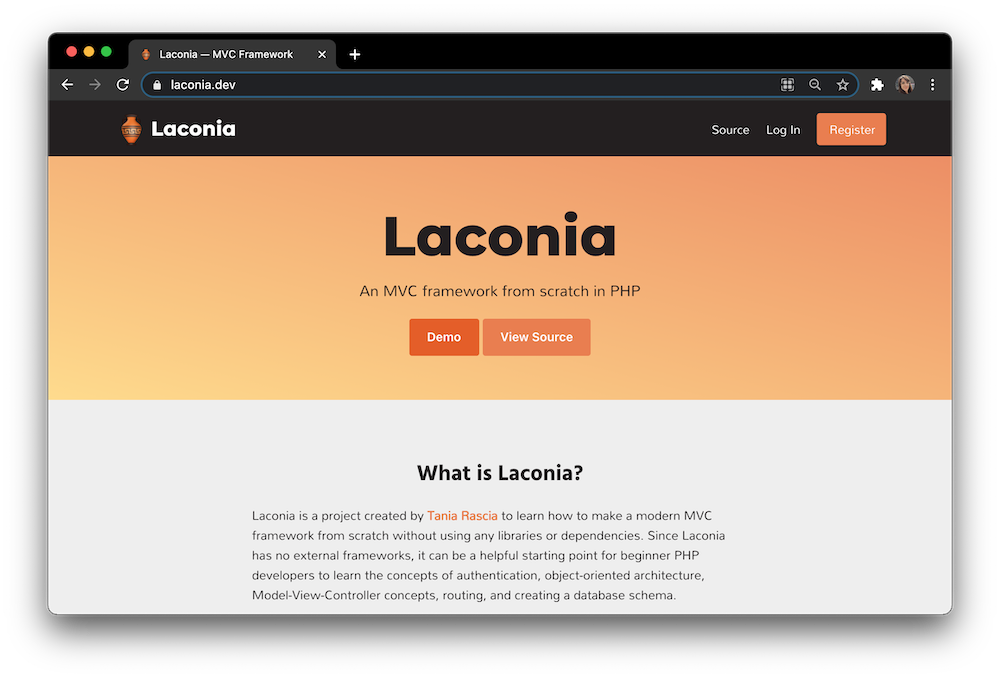 Laconia — MVC Framework
laconia.dev
Laconia
Source Log In Register
Laconia
An MVC framework from scratch in PHP
Demo View Source
What is Laconia?
Laconia is a project created by Tania Rascia to learn how to make a modern MVC
framework from scratch without using any libraries or dependencies. Since Laconia
has no external frameworks, it can be a helpful starting point for beginner PHP
developers to learn the concepts of authentication, object-oriented architecture,
Model-View-Controller concepts, routing, and creating a database schema.